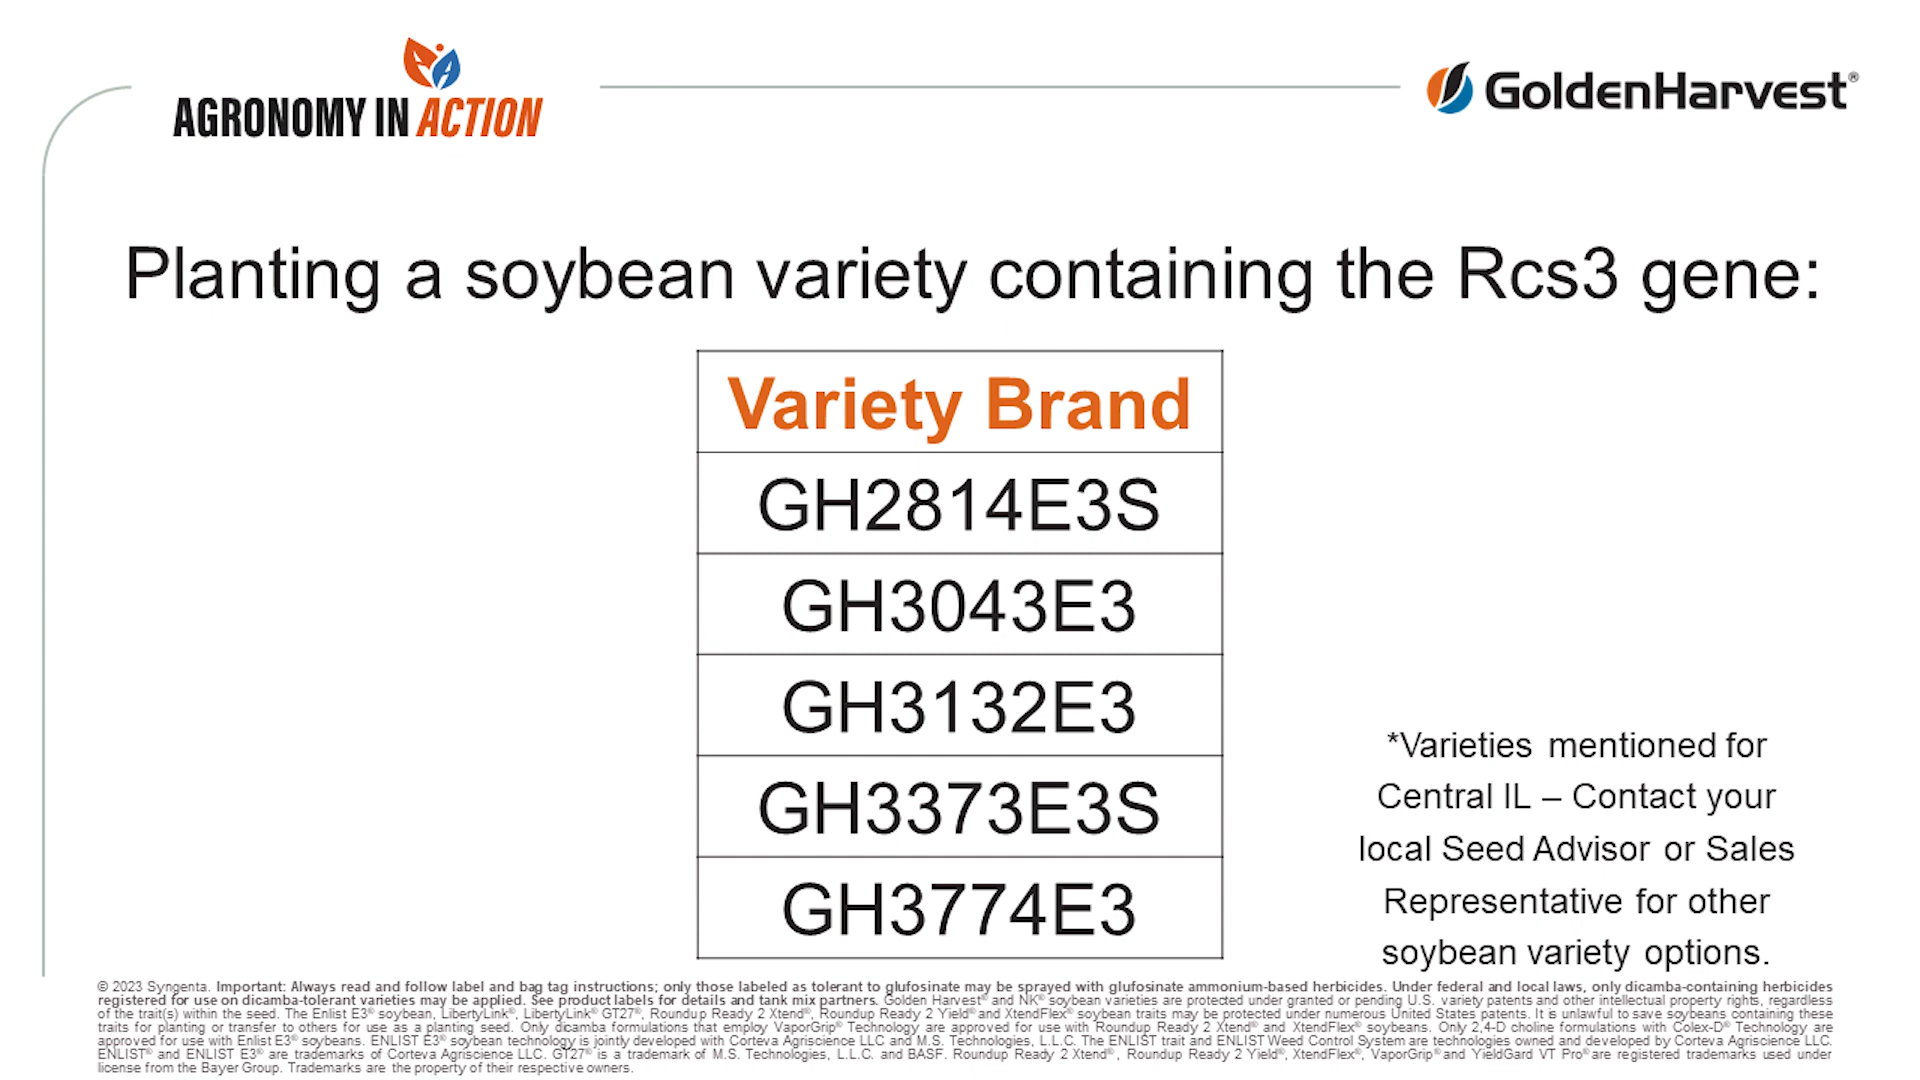 AGRONOMY IN ACTION
GoldenHarvest®
Planting a soybean variety containing the Rcs3 gene:
Variety Brand
GH2814E3S
GH3043E3
GH3132E3
GH3373E3S
GH3774E3
*Varieties mentioned for
Central IL – Contact your
local Seed Advisor or Sales
Representative for other
soybean variety options.
© 2023 Syngenta. Important: Always read and follow label and bag tag instructions; only those labeled as tolerant to glufosinate may be sprayed with glufosinate ammonium-based herbicides. Under federal and local laws, only dicamba-containing herbicides
registered for use on dicamba-tolerant varieties may be applied. See product labels for details and tank mix partners. Golden Harvest® and NK® soybean varieties are protected under granted or pending U.S. variety patents and other intellectual property rights, regardless
of the trait(s) within the seed. The Enlist E3® soybean, LibertyLink®, LibertyLink® GT27®, Roundup Ready 2 Xtend®, Roundup Ready 2 Yield® and XtendFlex® soybean traits may be protected under numerous United States patents. It is unlawful to save soybeans containing these
traits for planting or transfer to others for use as a planting seed. Only dicamba formulations that employ VaporGrip® Technology are approved for use with Roundup Ready 2 Xtend® and XtendFlex® soybeans. Only 2,4-D choline formulations with Colex-D® Technology are
approved for use with Enlist E3® soybeans. ENLIST E3® soybean technology is jointly developed with Corteva Agriscience LLC and M.S. Technologies, L.L.C. The ENLIST trait and ENLIST Weed Control System are technologies owned and developed by Corteva Agriscience LLC.
ENLIST® and ENLIST E3® are trademarks of Corteva Agriscience LLC. GT27® is a trademark of M.S. Technologies, L.L.C. and BASF. Roundup Ready 2 Xtend®, Roundup Ready 2 Yield®, XtendFlex®, VaporGrip® and YieldGard VT Pro® are registered trademarks used under
license from the Bayer Group. Trademarks are the property of their respective owners.